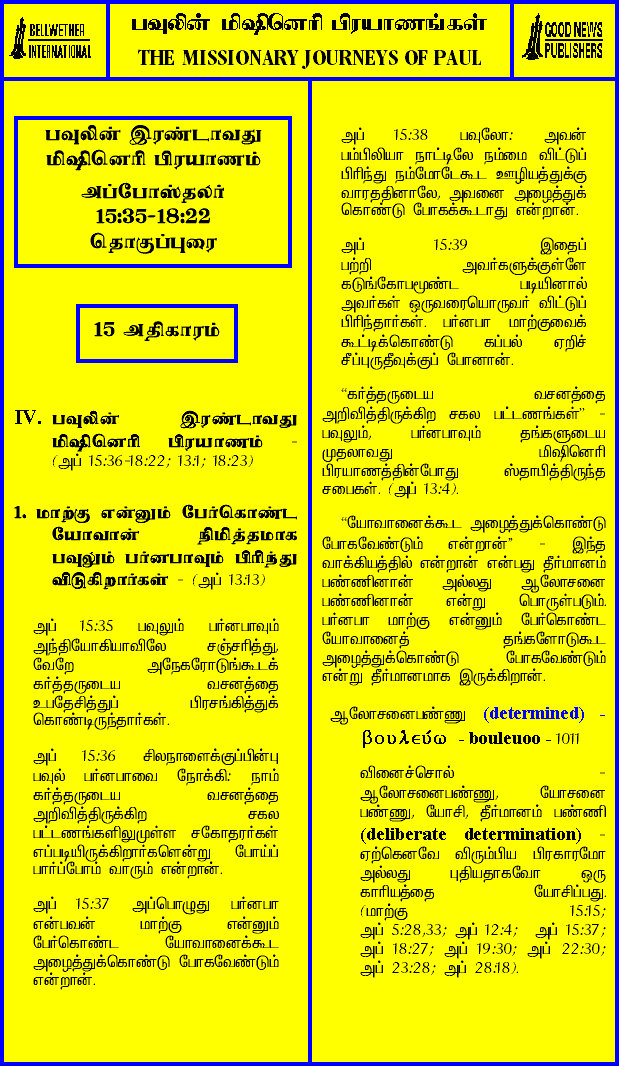 BELLWETHER
INTERNATIONAL
பவுலின் மிஷினெரி பிரயாணங்கள்
THE MISSIONARY JOURNEYS OF PAUL
GOOD NEWS
PUBLISHERS
பவுலின் இரண்டாவது
மிஷினெரி பிரயாணம்
அப்போஸ்தலர்
15:35-18:22
தொகுப்புரை
15 அதிகாரம்
IV. பவுலின் இரண்டாவது
மிஷினெரி பிரயாணம் -
(அப் 15:36-18:22; 13:1; 18:23)
1. மாற்கு என்னும் பேர்கொண்ட
யோவான் நிமித்தமாக
பவுலும் பர்னபாவும் பிரிந்து
விடுகிறார்கள் - (அப் 13:13)
அப் 15:35 பவுலும் பர்னபாவும்
அந்தியோகியாவிலே சஞ்சரித்து,
வேறே அநேகரோடுங்கூடக்
கர்த்தருடைய வசனத்தை
உபதேசித்துப் பிரசங்கித்துக்
கொண்டிருந்தார்கள்.
அப் 15:36 சிலநாளைக்குப்பின்பு
பவுல் பர்னபாவை நோக்கி: நாம்
கர்த்தருடைய வசனத்தை
அறிவித்திருக்கிற சகல
பட்டணங்களிலுமுள்ள சகோதரர்கள்
எப்படியிருக்கிறார்களென்று போய்ப்
பார்ப்போம் வாரும் என்றான்.
அப் 15:37 அப்பொழுது பர்னபா
என்பவன் மாற்கு என்னும்
பேர்கொண்ட யோவானைக்கூட
அழைத்துக்கொண்டு போகவேண்டும்
என்றான்.
அப் 15:38 பவுலோ: அவன்
பம்பிலியா நாட்டிலே நம்மை விட்டுப்
பிரிந்து நம்மோடேகூட ஊழியத்துக்கு
வாராததினாலே, அவனை அழைத்துக்
கொண்டு போகக்கூடாது என்றான்.
அப் 15:39 இதைப்
பற்றி அவர்களுக்குள்ளே
கடுங்கோபமூண்ட படியினால்
அவர்கள் ஒருவரையொருவர் விட்டுப்
பிரிந்தார்கள். பர்னபா மாற்குவைக்
கூட்டிக்கொண்டு கப்பல் ஏறிச்
சீப்புருதீவுக்குப் போனான்.
"கர்த்தருடைய வசனத்தை
அறிவித்திருக்கிற சகல பட்டணங்கள்" -
பவுலும், பர்னபாவும் தங்களுடைய
முதலாவது மிஷினெரி
பிரயாணத்தின்போது ஸ்தாபித்திருந்த
சபைகள். (அப் 13:4).
"யோவானைக்கூட அழைத்துக்கொண்டு
போகவேண்டும் என்றான்" - இந்த
வாக்கியத்தில் என்றான் என்பது தீர்மானம்
பண்ணினான் அல்லது ஆலோசனை
பண்ணினான் என்று பொருள்படும்.
பர்னபா மாற்கு என்னும் பேர்கொண்ட
யோவானைத் தங்களோடுகூட
அழைத்துக்கொண்டு போகவேண்டும்
என்று தீர்மானமாக இருக்கிறான்.
ஆலோசனைபண்ணு (determined) -
βουλεύω - bouleuoo - 1011
வினைச்சொல் -
ஆலோசனைபண்ணு, யோசனை
பண்ணு, யோசி, தீர்மானம் பண்ணி
(deliberate determination) -
ஏற்கெனவே விரும்பிய பிரகாரமோ
அல்லது புதியதாகவோ ஒரு
காரியத்தை யோசிப்பது.
(மாற்கு 15:15;
அப் 5:28,33; அப் 12:4; அப் 15:37;
அப் 18:27; அப் 19:30; அப் 22:30;
அப் 23:28; அப் 28:18).